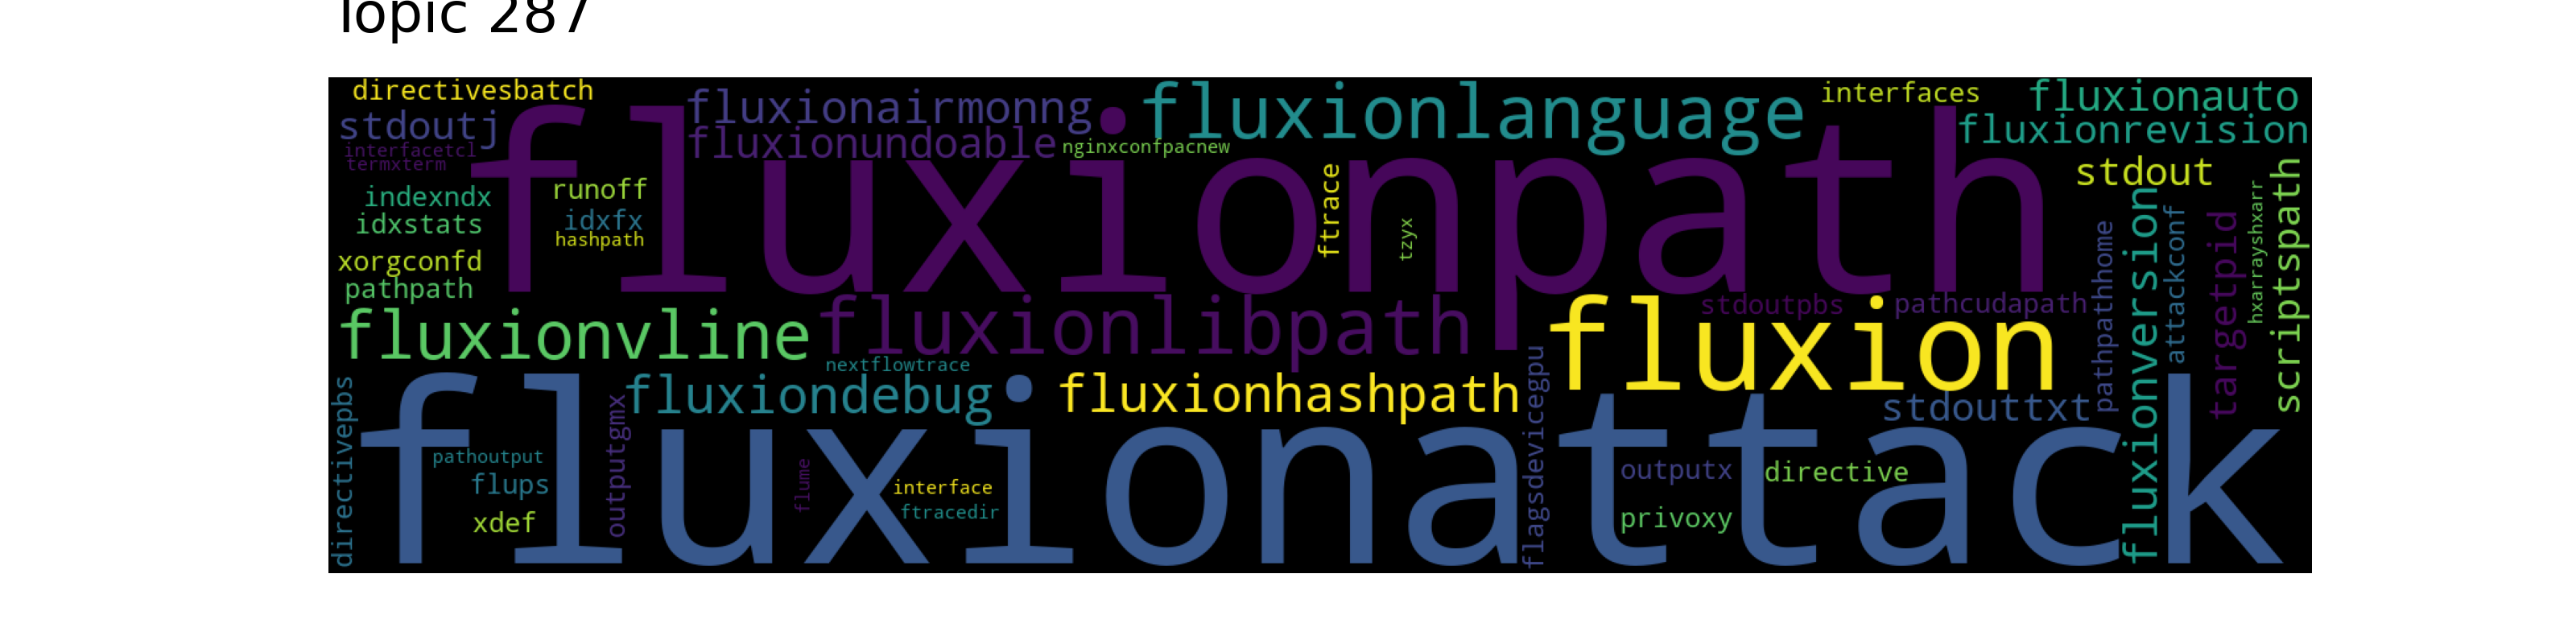 Topic 287
directivesbatch
fluxionairmonng
fluxionlanguage
interfaces
fluxionauto
stdoutj
fluxionundoable
nginxconfpacnew
fluxionrevision
interfacetcl
termxterm
fluxionpath
stdout
indexndx
runoff
idxstats
idxfx
hashpath
ftrace
tzyx
xorgconfd
pathpath
pathpathhome
fluxionversion
attackconf
targetpid
hxarrayshxarr
scriptspath
fluxionvline
fluxionlibpath
fluxion
stdoutpbs
pathcudapath
nextflowtrace
fluxiondebug
fluxionhashpath
stdouttxt
directivepbs
fluxionattack
pathoutput
flups
xdef
outputgmx
flume
interface
ftracedir
flagsdevicegpu
outputx
directive
privoxy